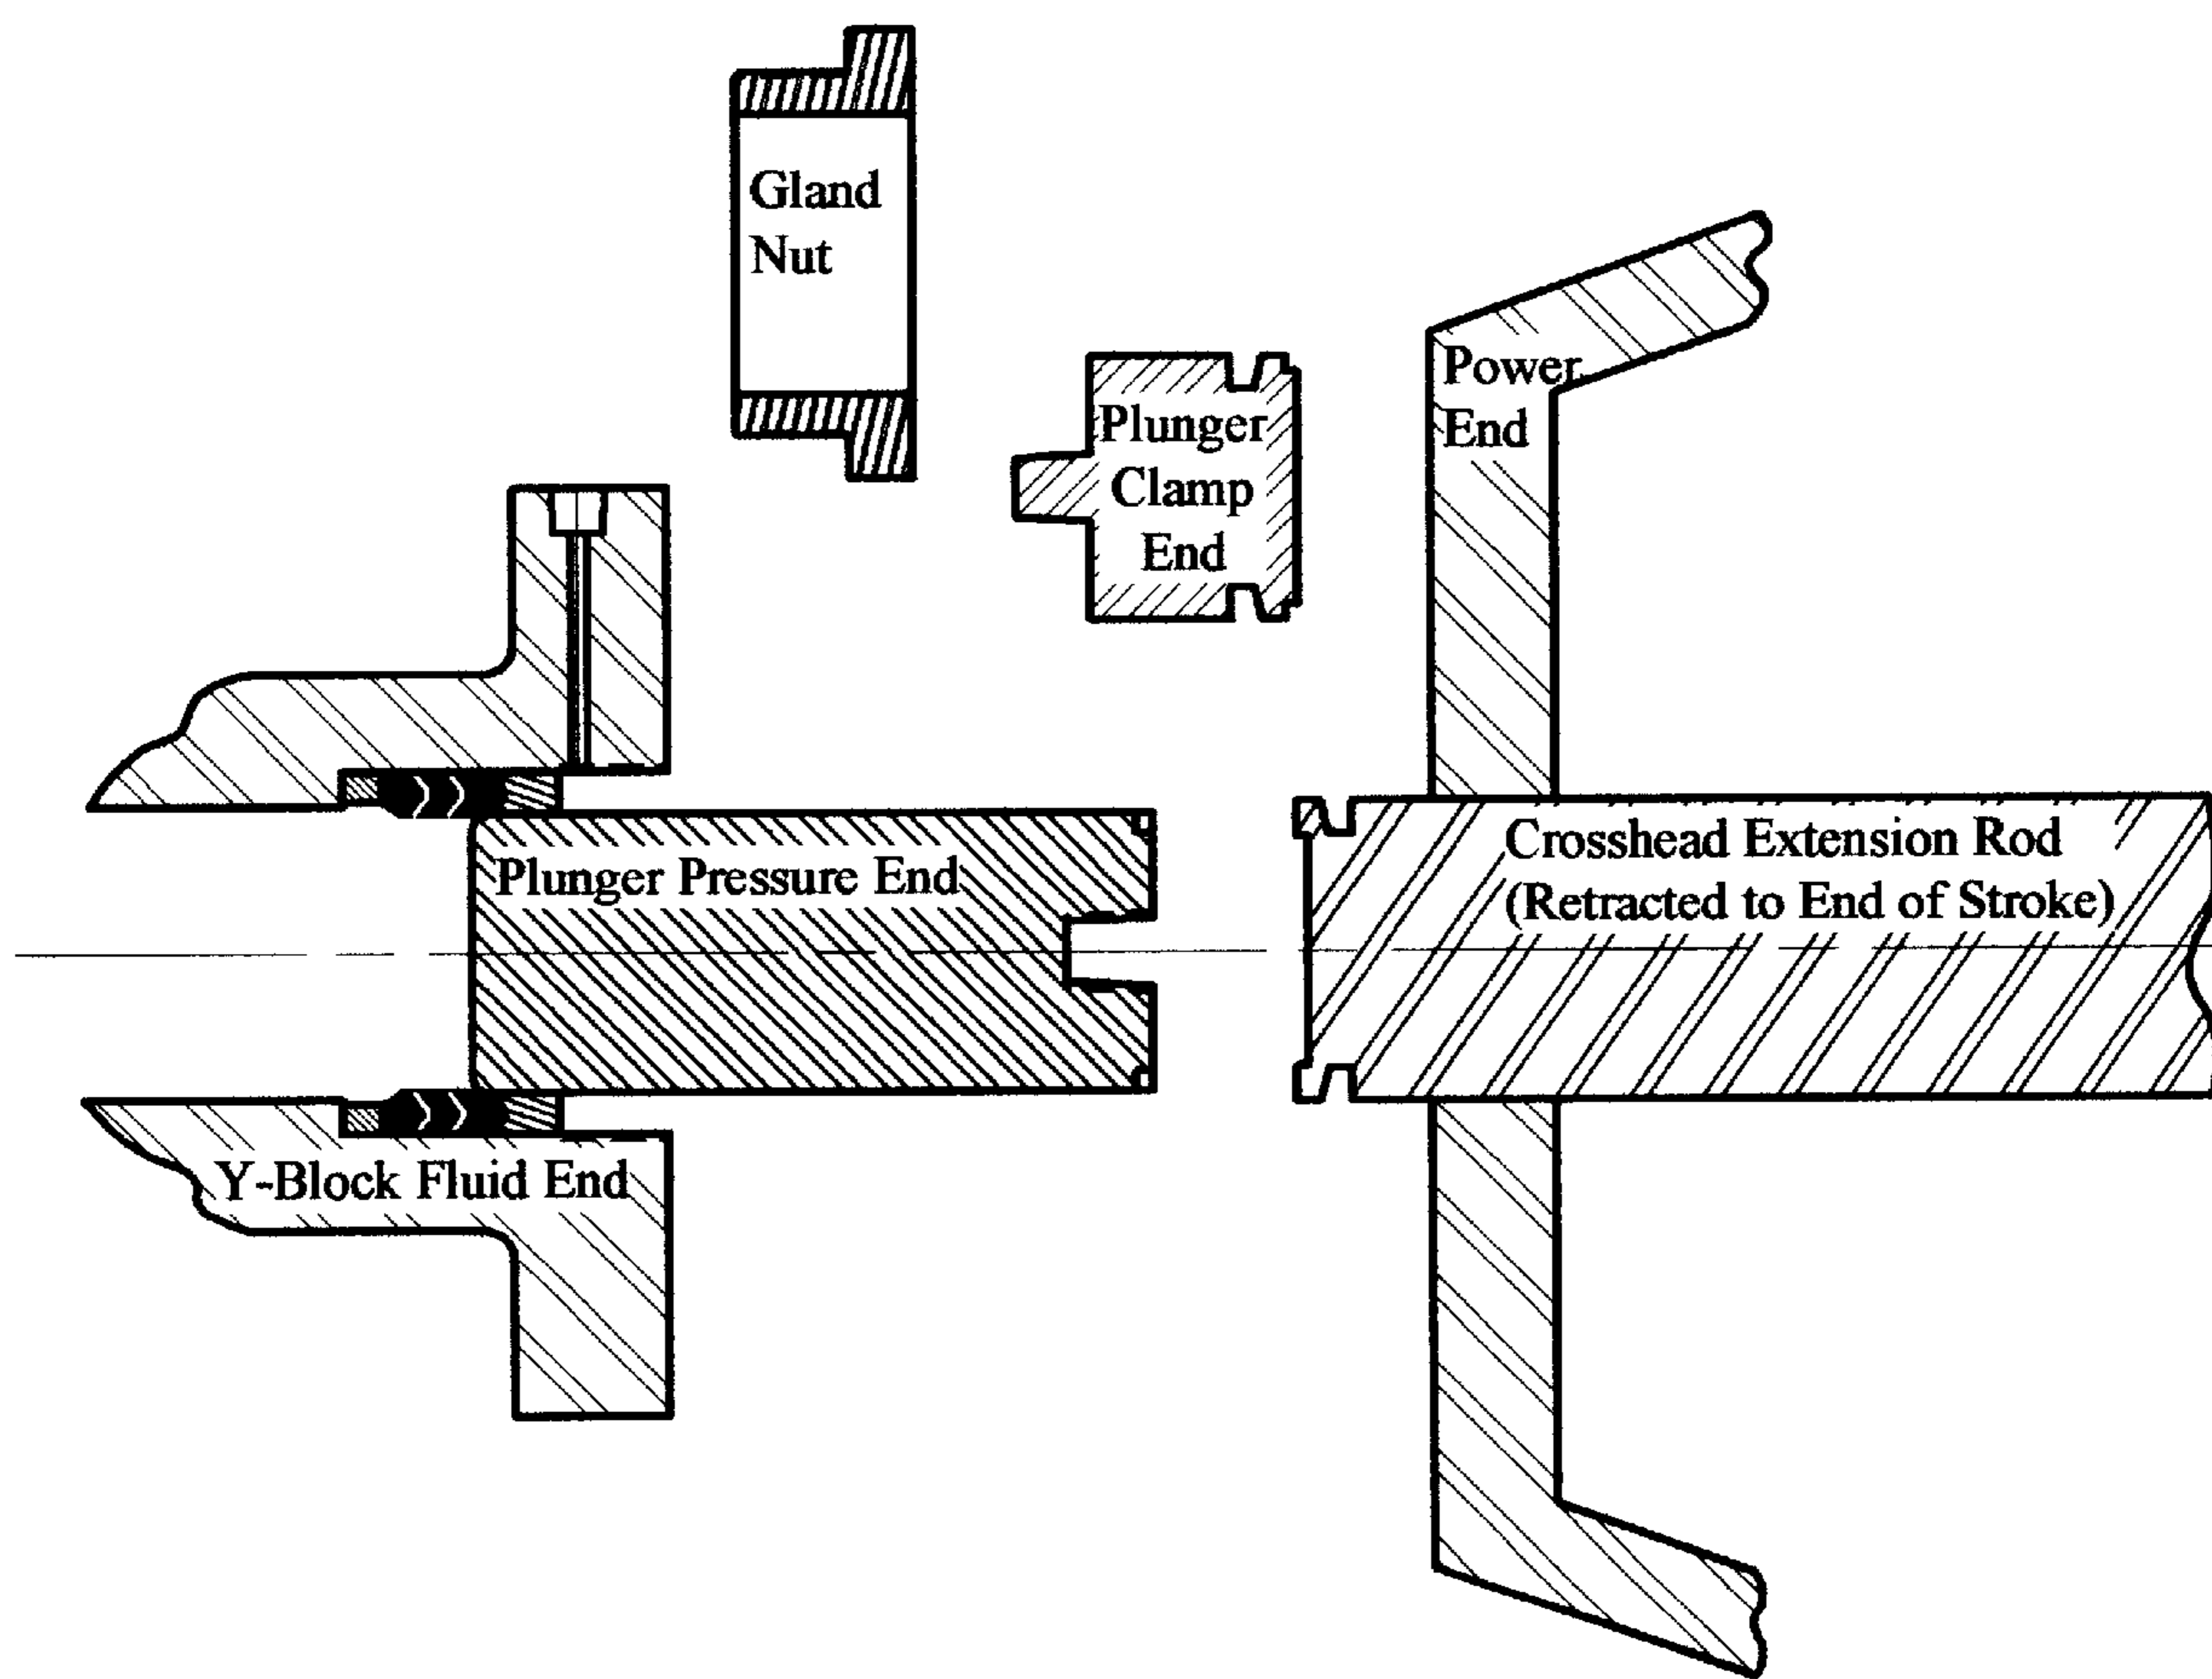 Gland
Nut
Power
End
Plunger
Clamp
End
Crosshead Extension Rod
(Retracted to End of Stroke)
Plunger Pressure End
Y-Block Fluid End